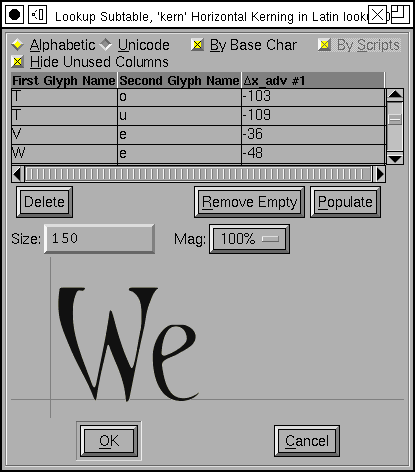 Lookup Subtable, 'kern' Horizontal Kerning in Latin lookup 0
Alphabetic Unicode By Base Char By Scripts
Hide Unused Columns
First Glyph Name Second Glyph Name Δx_adv #1
T o -103
T u -109
V e -36
W e -48
Delete Remove Empty Populate
Size: 150 Mag: 100%
We
OK Cancel